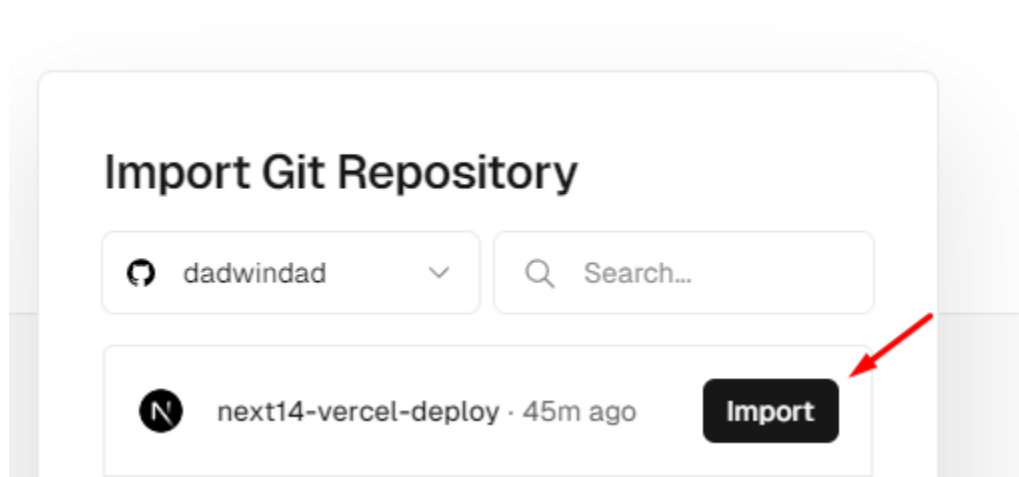 Import Git Repository
dadwindad
Search...
next14-vercel-deploy · 45m ago
Import